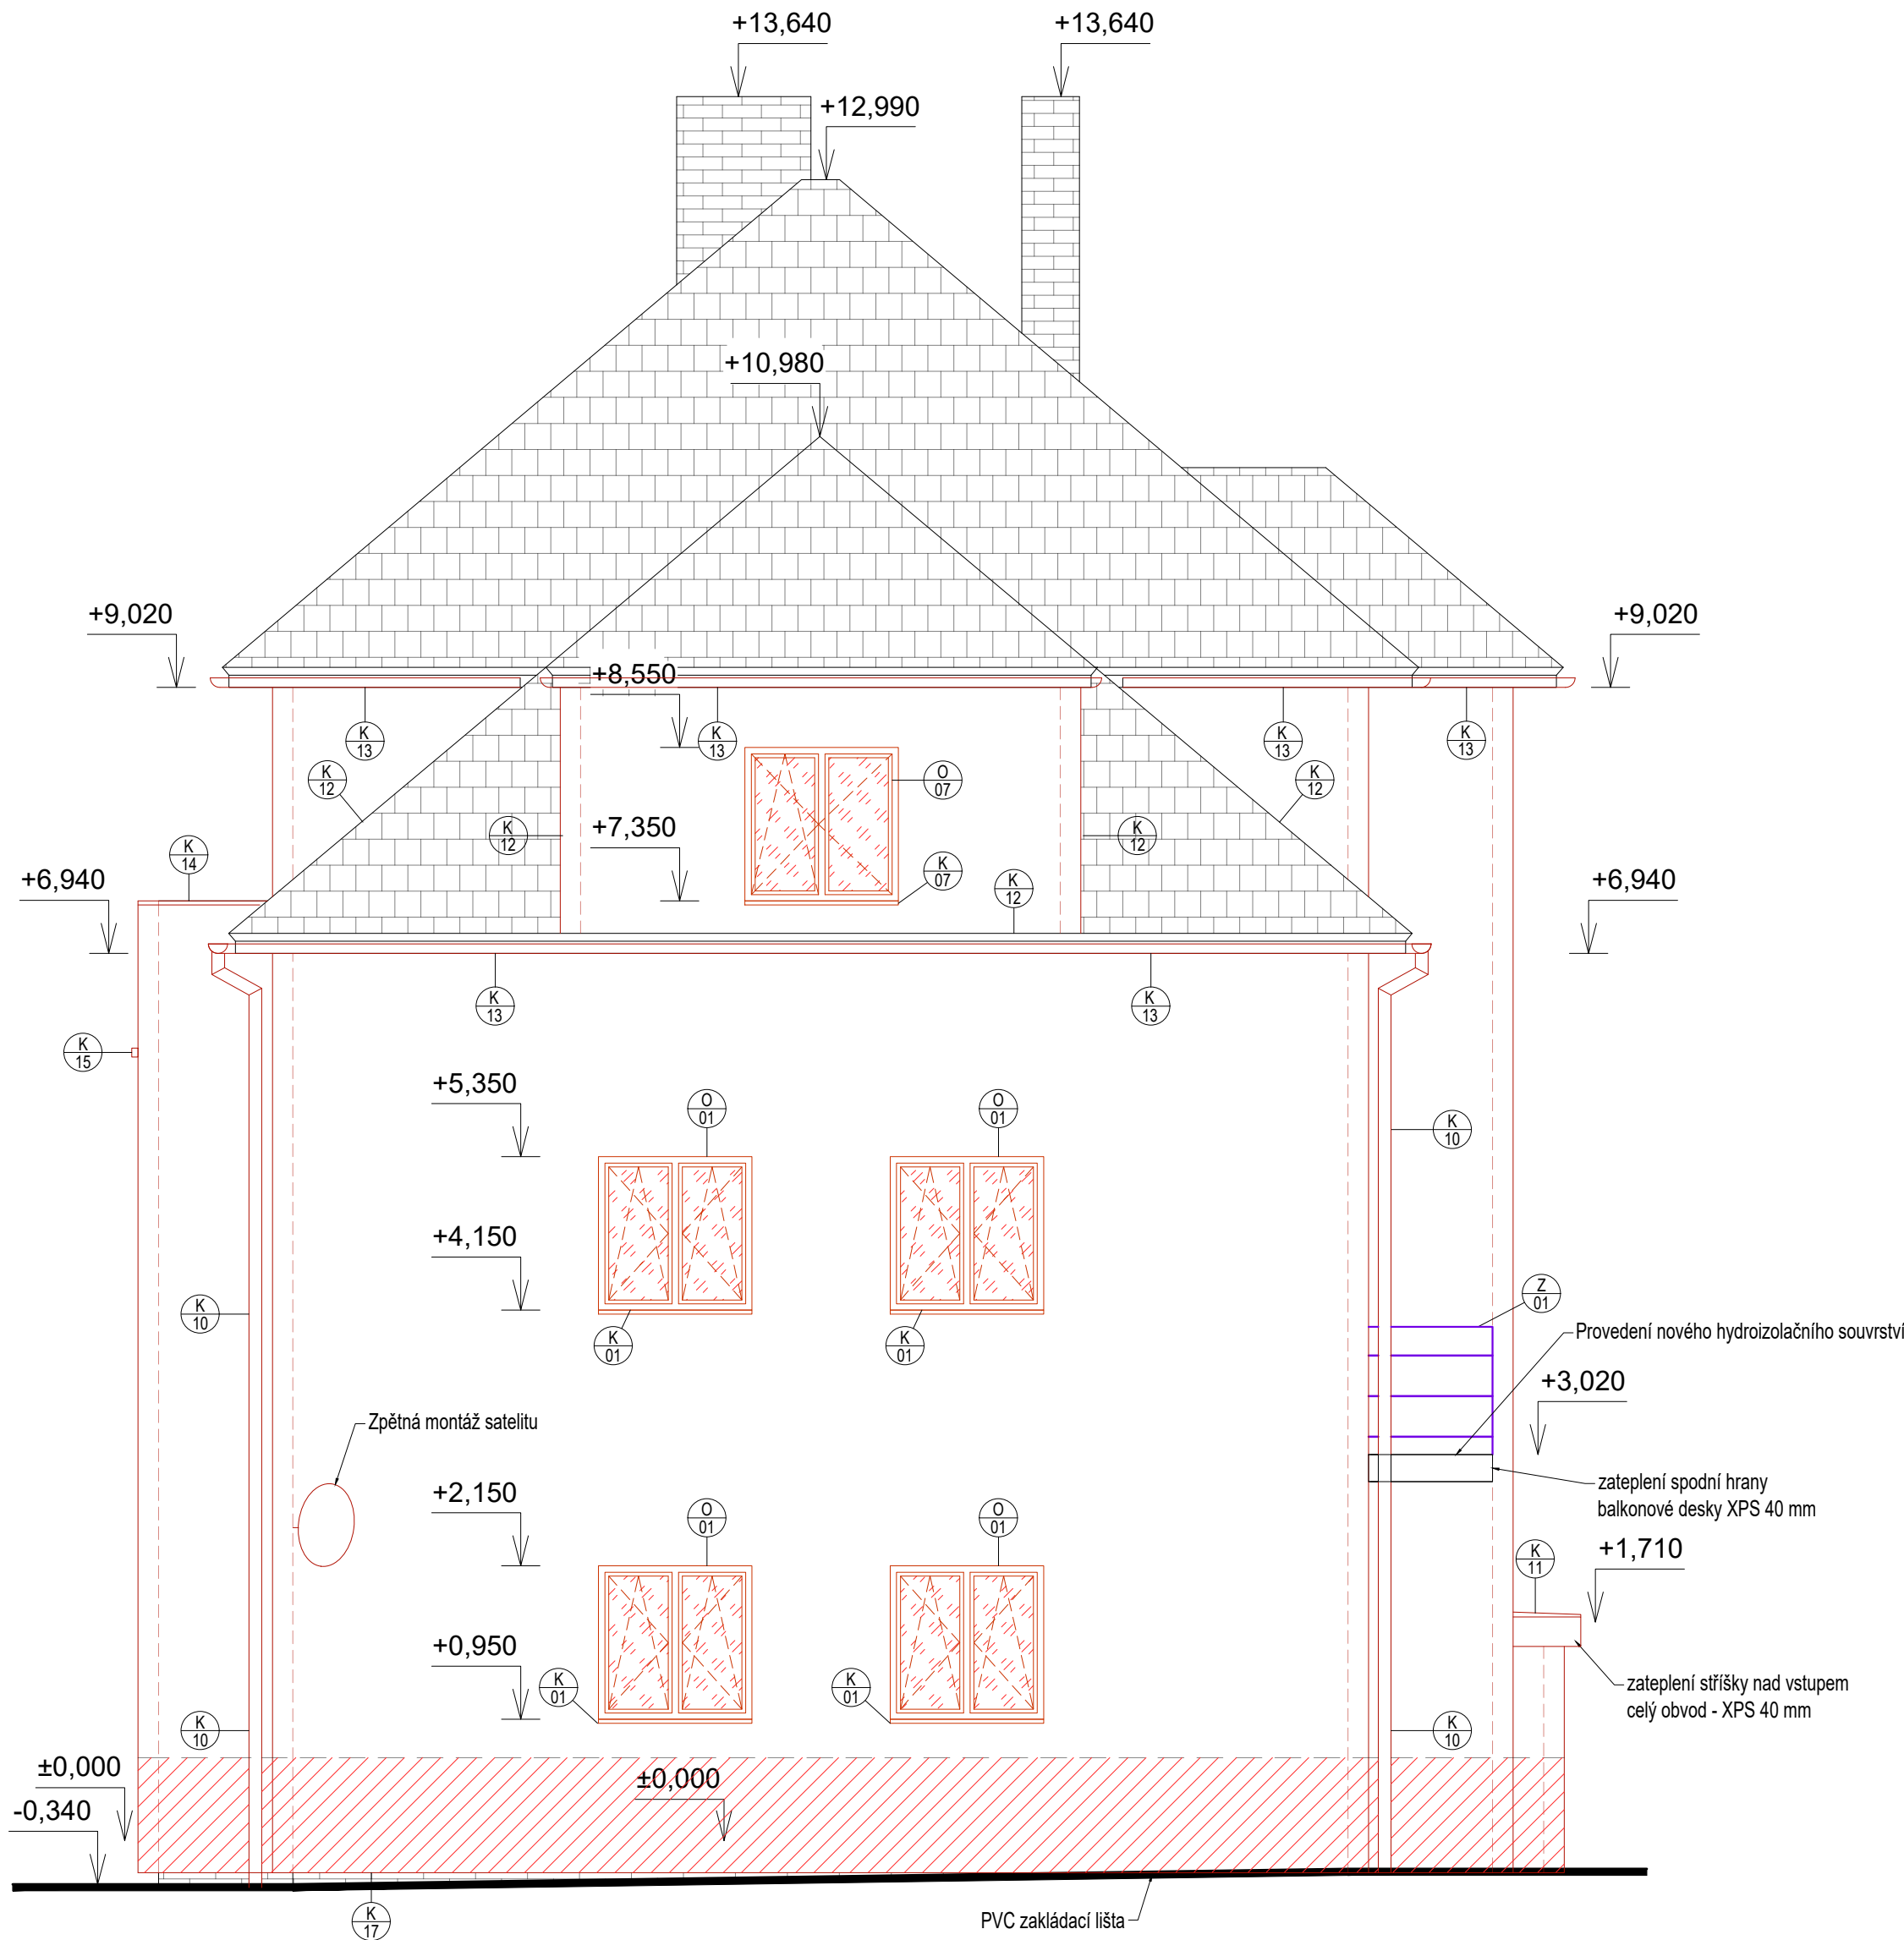 +13,640
+13,640
+12,990
+10,980
+9,020
+9,020
+8,550
K
13
K
13
K
13
K
13
K
12
O
07
K
12
+7,350
K
12
K
12
K
14
K
07
+6,940
K
12
+6,940
K
13
K
13
K
15
+5,350
O
01
O
01
K
10
+4,150
Z
01
K
10
K
01
K
01
Provedení nového hydroizolačního souvrství
+3,020
Zpětná montáž satelitu
zateplení spodní hrany
balkonové desky XPS 40 mm
+2,150
O
01
O
01
K
11
+1,710
+0,950
K
01
K
01
zateplení stříšky nad vstupem
celý obvod - XPS 40 mm
K
10
K
10
±0,000
±0,000
-0,340
K
17
PVC zakládací lišta